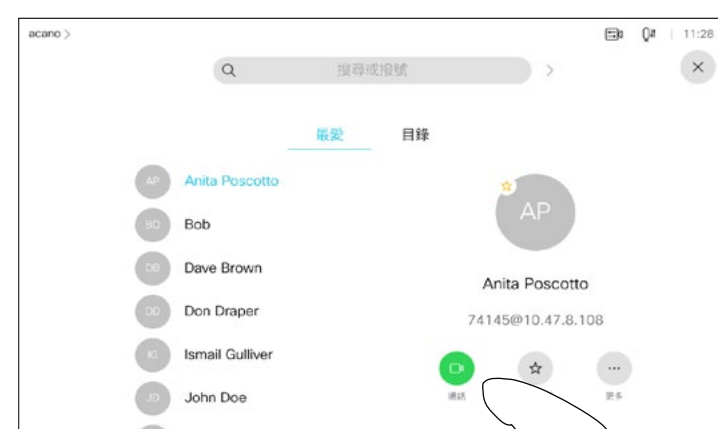 acano >
11:28
搜尋或撥號
最愛
目錄
AP
Anita Poscotto
BO
Bob
DB
Dave Brown
DD
Don Draper
IG
Ismail Gulliver
JD
John Doe
AP
Anita Poscotto
74145@10.47.8.108
通話
更多